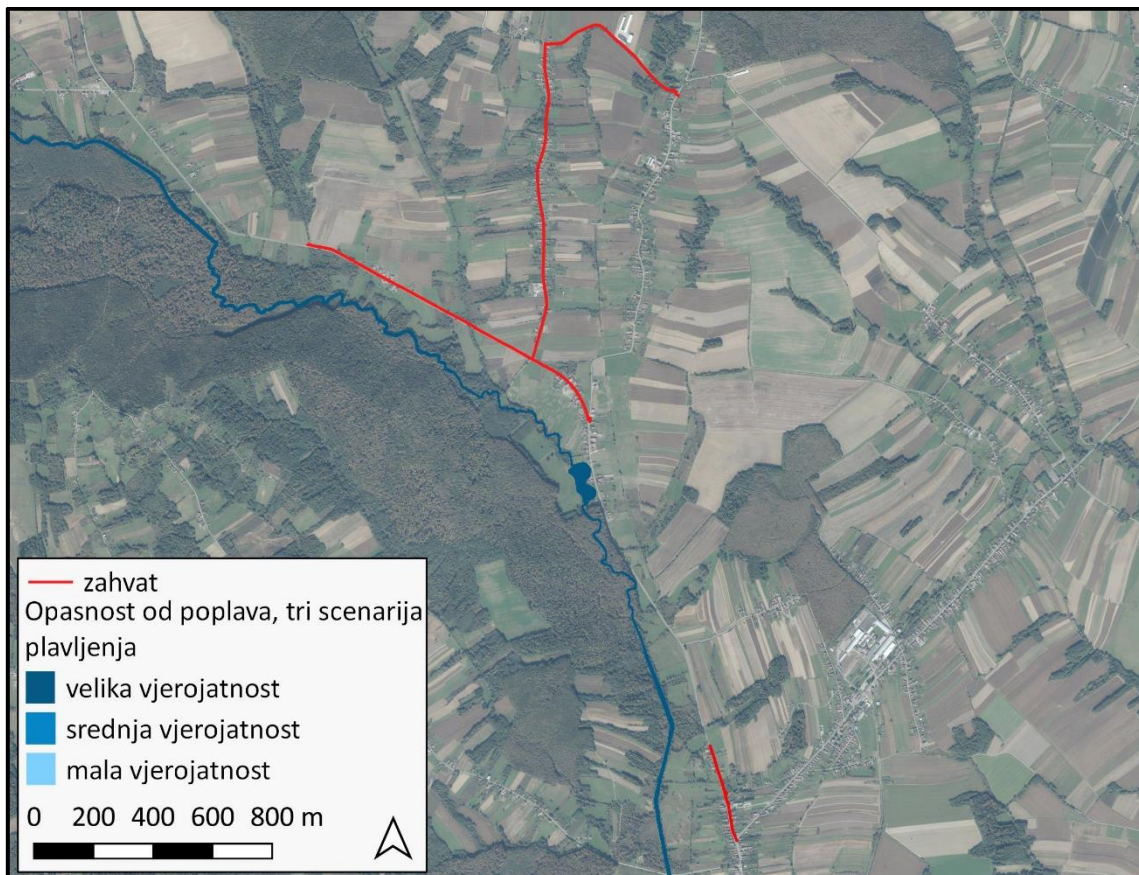 zahvat
Opasnost od poplava, tri scenarija
plavljenja
velika vjerojatnost
srednja vjerojatnost
mala vjerojatnost
0 200 400 600 800 m